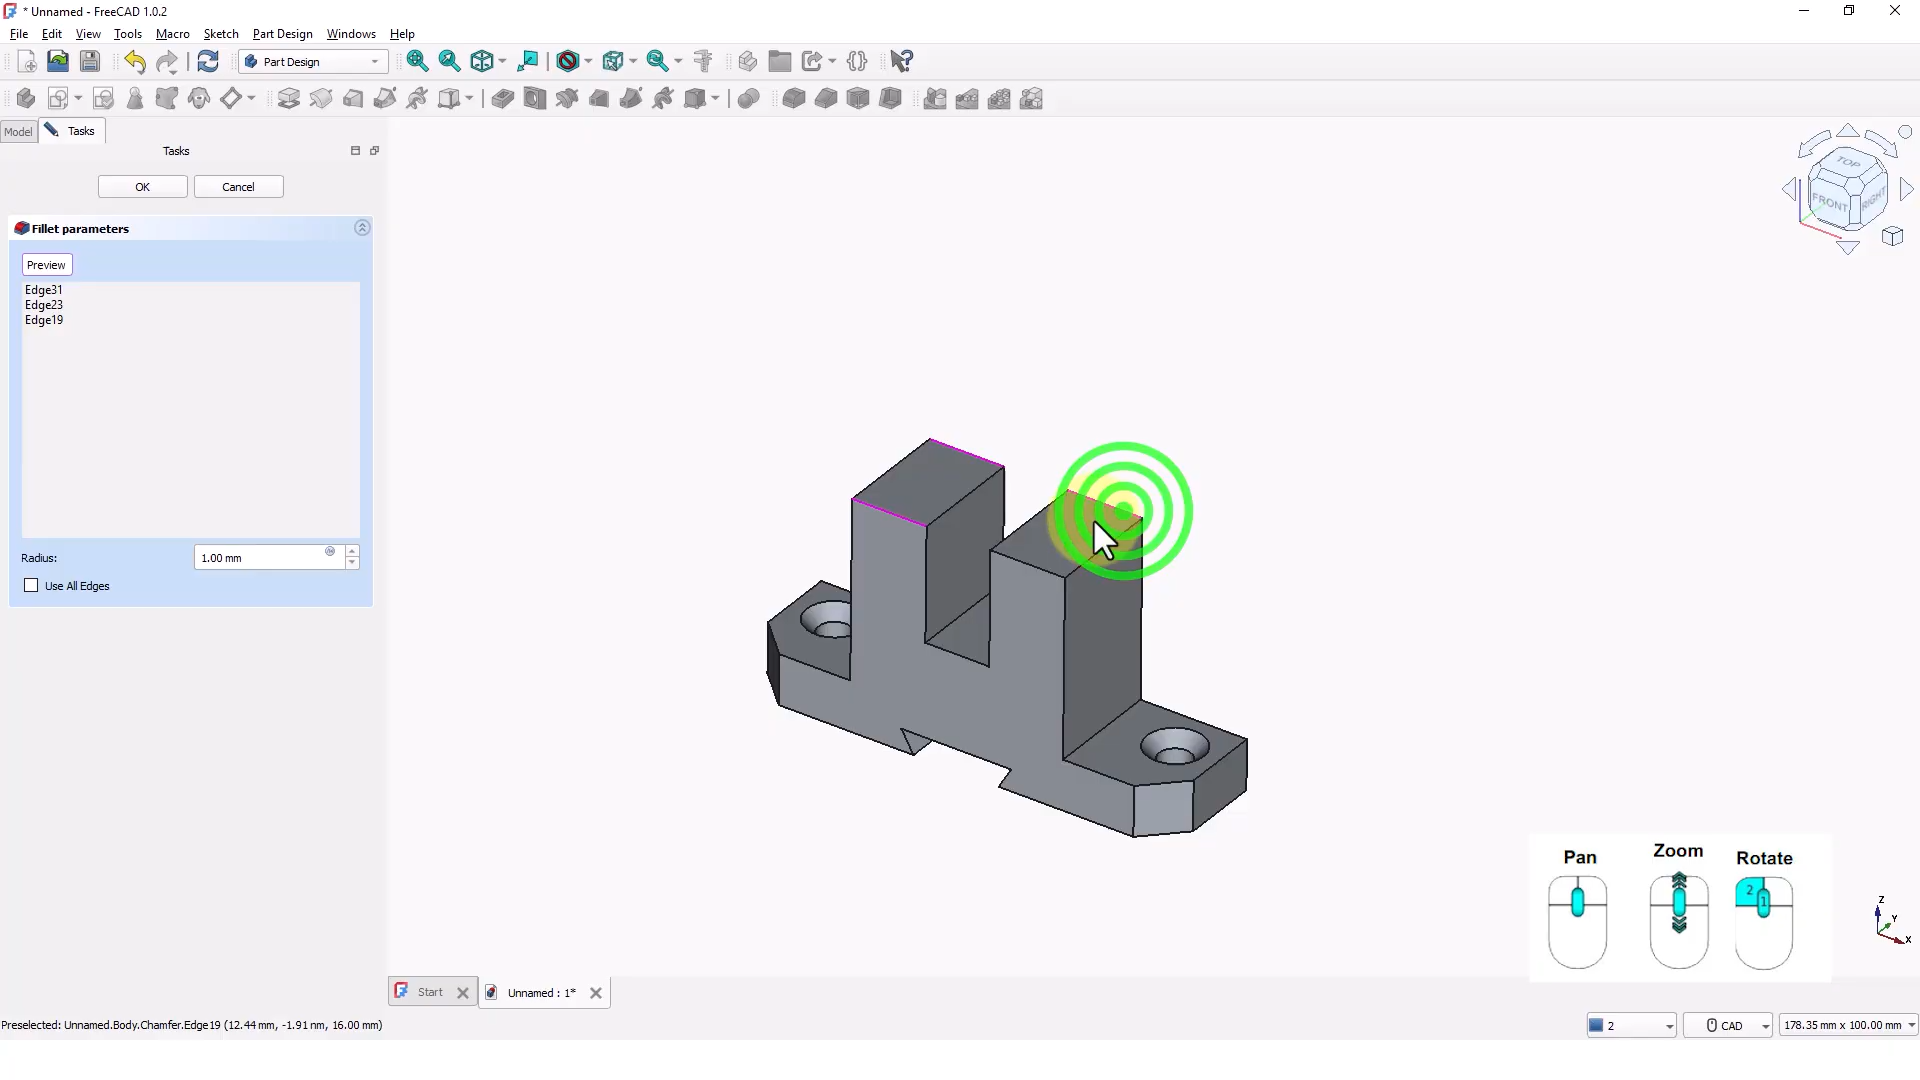 * Unnamed - FreeCAD 1.0.2
File Edit View Tools Macro Sketch Part Design Windows Help
Part Design
Model Tasks
Tasks
OK Cancel
Fillet parameters
Preview
Edge31
Edge23
Edge19
Radius: 1.00 mm
Use All Edges
TOP
FRONT RIGHT
Pan Zoom Rotate
2
1
Z
Y
X
Start Unnamed : 1*
Preselected: Unnamed.Body.Chamfer.Edge19 (12.44 mm, -1.91 nm, 16.00 mm)
2 CAD 178.35 mm x 100.00 mm